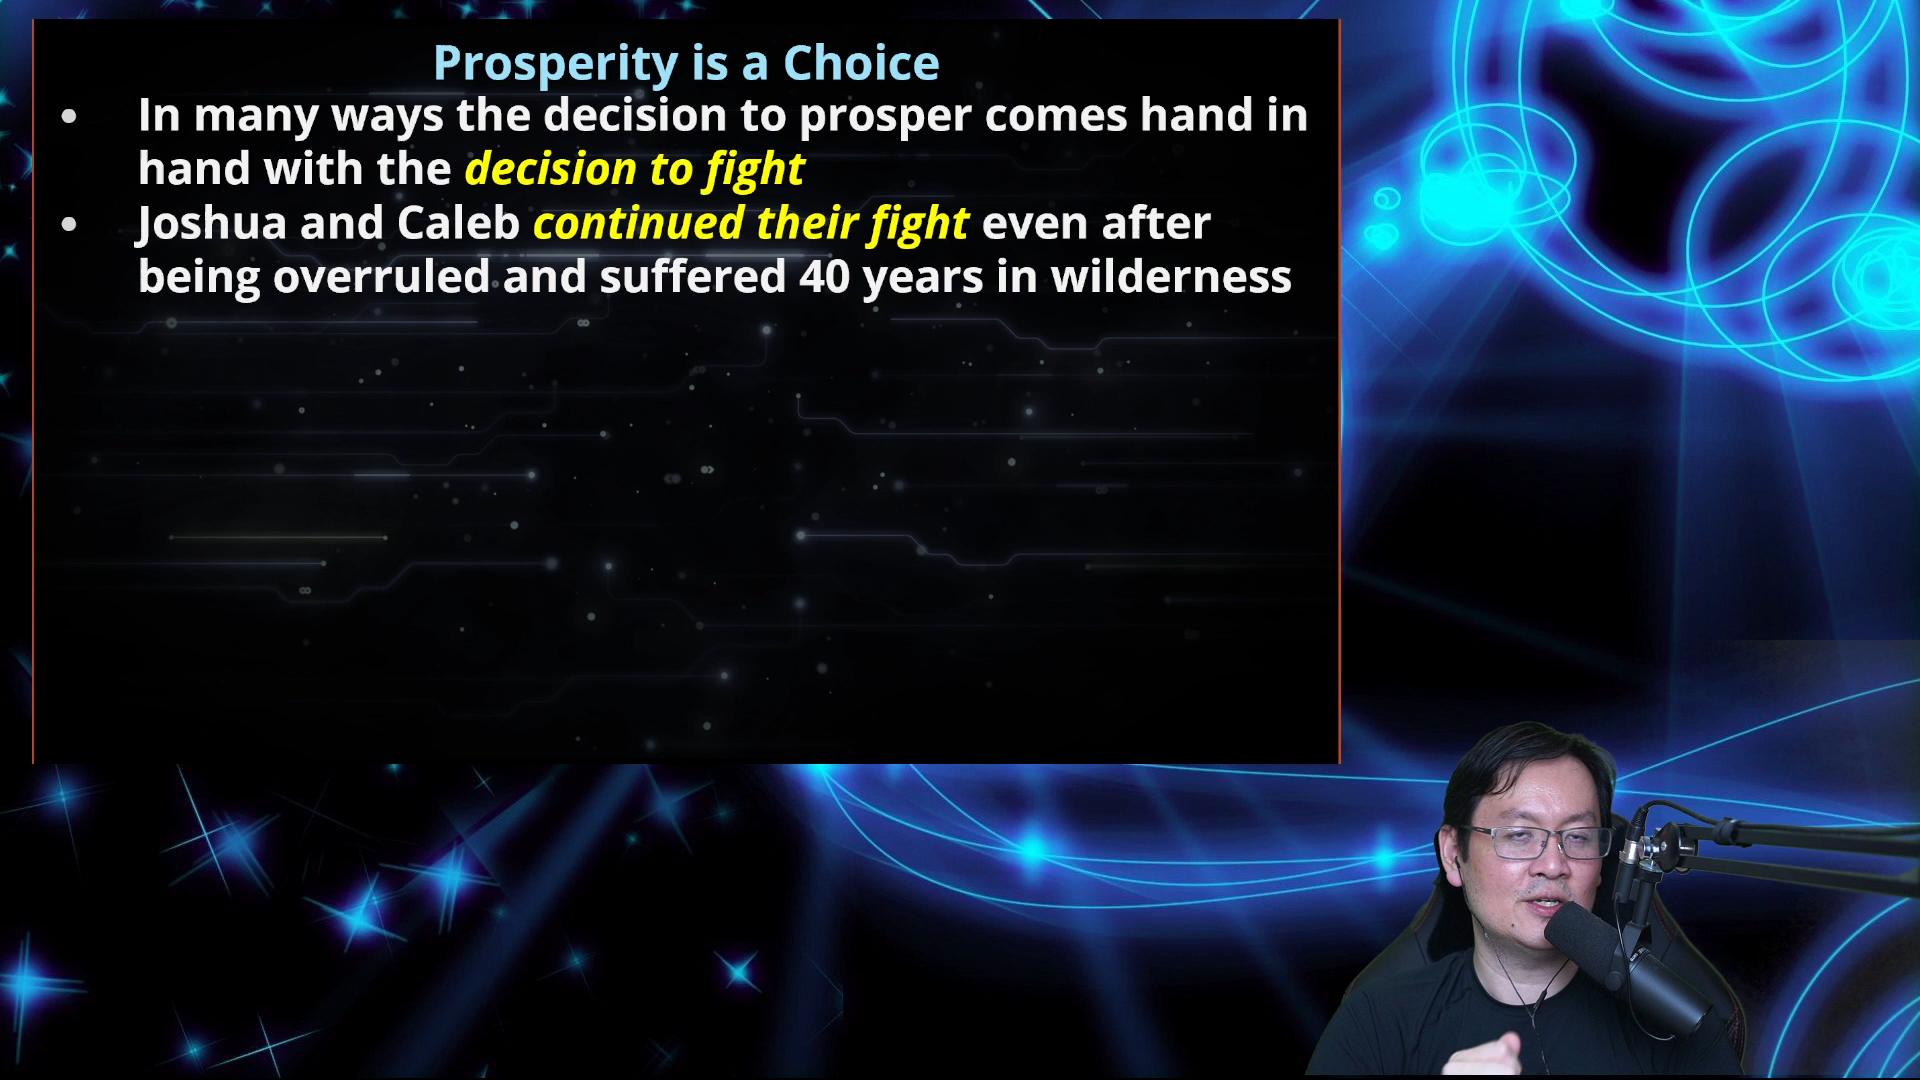 Prosperity is a Choice
• In many ways the decision to prosper comes hand in
hand with the decision to fight
• Joshua and Caleb continued their fight even after
being overruled and suffered 40 years in wilderness